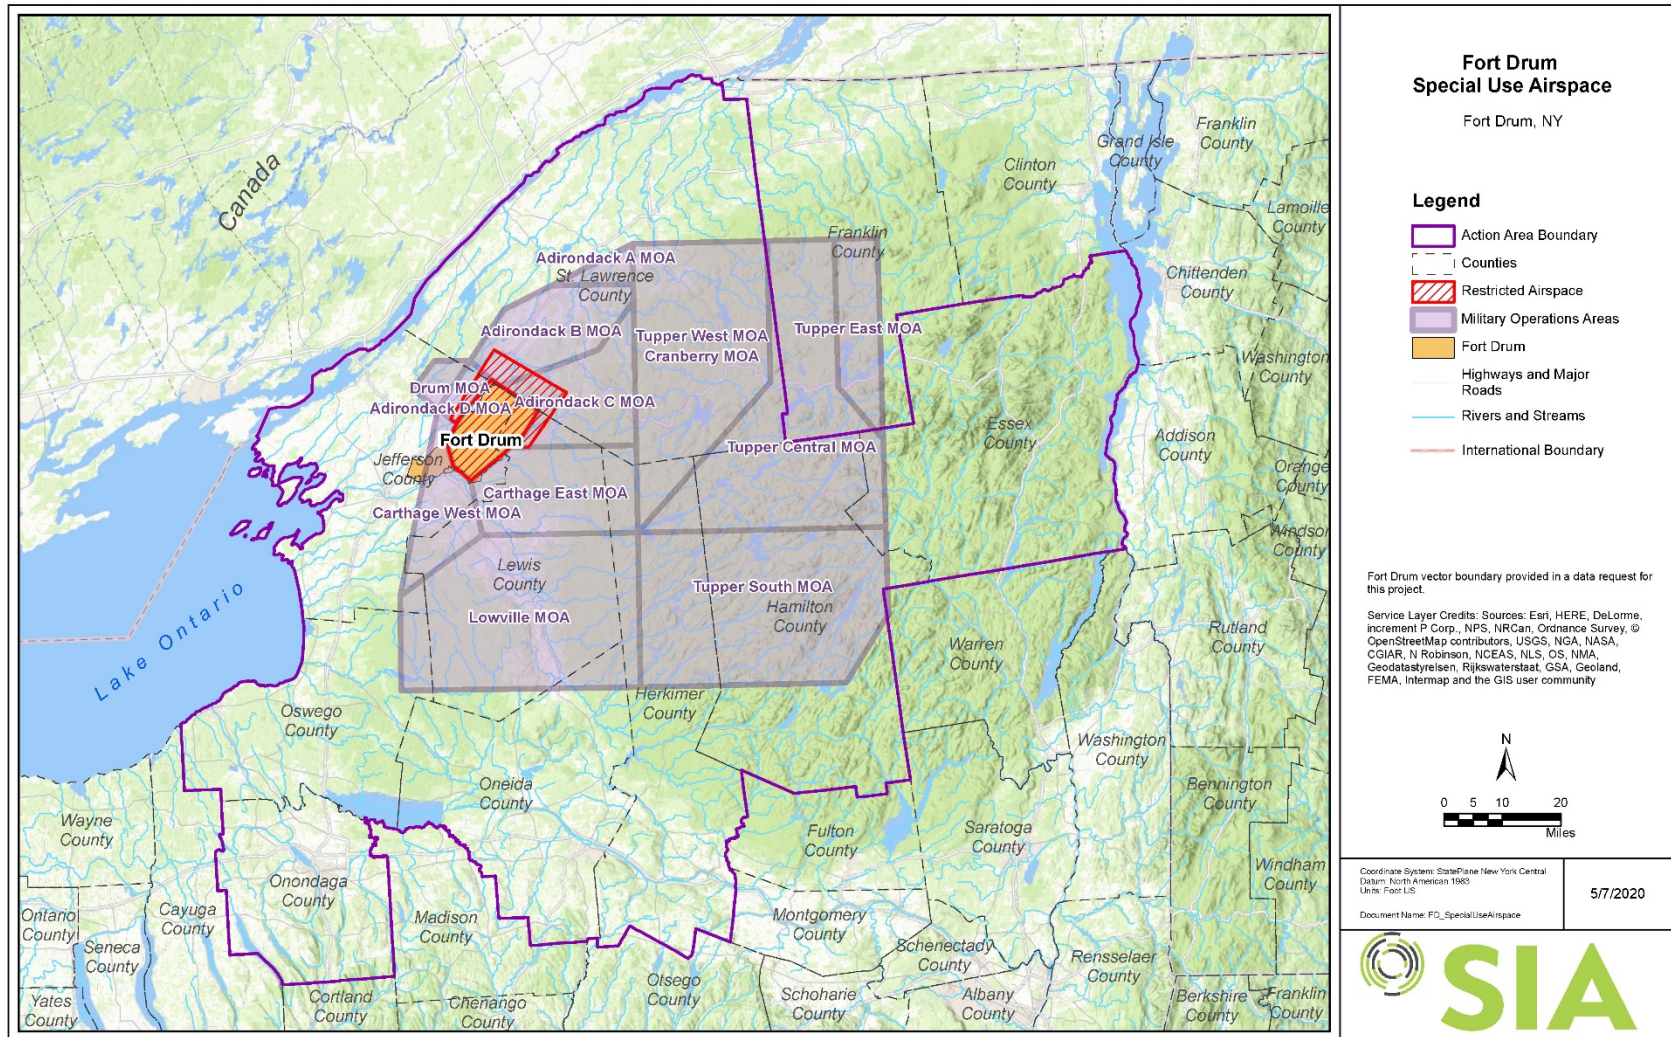 Fort Drum
Special Use Airspace
Fort Drum, NY
Legend
Action Area Boundary
Counties
Restricted Airspace
Military Operations Areas
Fort Drum
Highways and Major
Roads
Rivers and Streams
International Boundary
Fort Drum vector boundary provided in a data request for
this project.
Service Layer Credits: Sources: Esri, HERE, DeLorme,
increment P Corp., NPS, NRCan, Ordnance Survey, ©
OpenStreetMap contributors, USGS, NGA, NASA,
CGIAR, N Robinson, NCEAS, NLS, OS, NMA,
Geodatastyrelsen, Rijkswaterstaat, GSA, Geoland,
FEMA, Intermap and the GIS user community
N
0 5 10 20
Miles
Coordinate System: StatePlane New York Central
Datum: North American 1983
Units: Foot US
Document Name: FD_SpecialUseAirspace
5/7/2020
SIA
Canada
Grand Isle
County
Franklin
County
Clinton
County
Lamoille
County
Franklin
County
Chittenden
County
Adirondack A MOA
St. Lawrence
County
Adirondack B MOA
Tupper West MOA
Cranberry MOA
Tupper East MOA
Washington
County
Drum MOA
Adirondack D MOA
Adirondack C MOA
Fort Drum
Essex
County
Addison
County
Orange
County
Jefferson
County
Tupper Central MOA
Carthage East MOA
Carthage West MOA
Windsor
County
Lewis
County
Tupper South MOA
Hamilton
County
Lowville MOA
Lake Ontario
Warren
County
Rutland
County
Herkimer
County
Oswego
County
Washington
County
Oneida
County
Bennington
County
Wayne
County
Fulton
County
Saratoga
County
Windham
County
Onondaga
County
Ontario
County
Cayuga
County
Madison
County
Montgomery
County
Seneca
County
Schenectady
County
Rensselaer
County
Otsego
County
Yates
County
Cortland
County
Chenango
County
Schoharie
County
Albany
County
Berkshire
County
Franklin
County